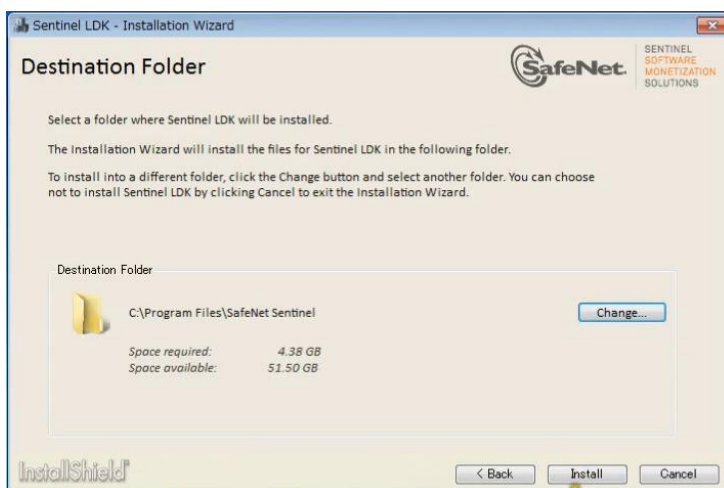 Sentinel LDK - Installation Wizard
Destination Folder
SafeNet.
SENTINEL
SOFTWARE
MONETIZATION
SOLUTIONS
Select a folder where Sentinel LDK will be installed.
The Installation Wizard will install the files for Sentinel LDK in the following folder.
To install into a different folder, click the Change button and select another folder. You can choose
not to install Sentinel LDK by clicking Cancel to exit the Installation Wizard.
Destination Folder
C:\Program Files\SafeNet Sentinel
Change...
Space required: 4.38 GB
Space available: 51.50 GB
InstallShield
< Back
Install
Cancel